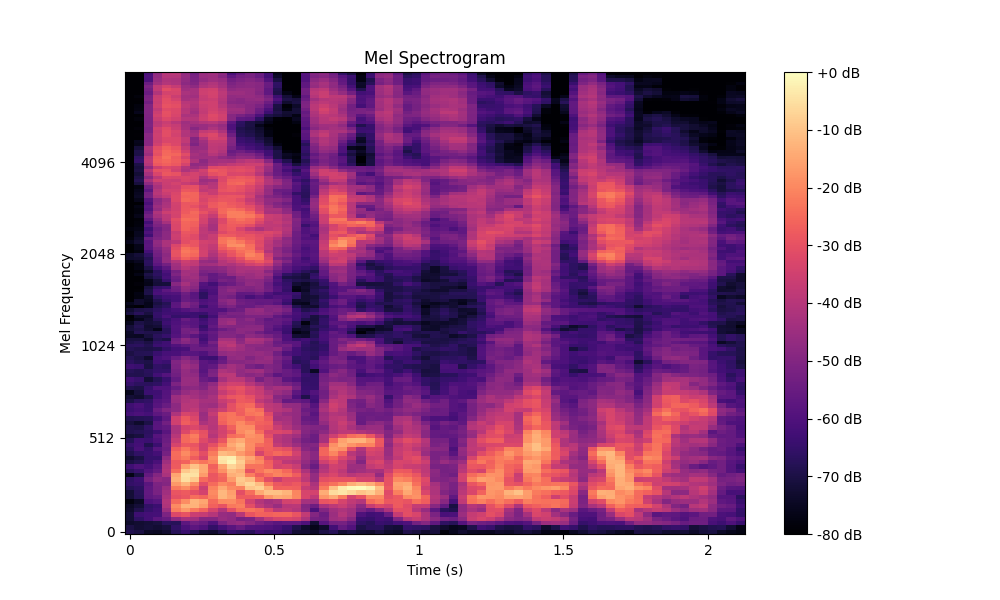 Mel Spectrogram
+0 dB
-10 dB
-20 dB
-30 dB
-40 dB
-50 dB
-60 dB
-70 dB
-80 dB
4096
2048
1024
512
0
Mel Frequency
0 0.5 1 1.5 2
Time (s)